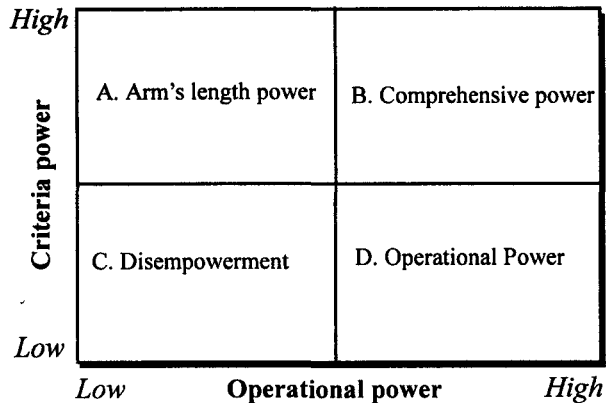 High
A. Arm's length power
B. Comprehensive power
Criteria power
C. Disempowerment
D. Operational Power
Low
Low
Operational power
High